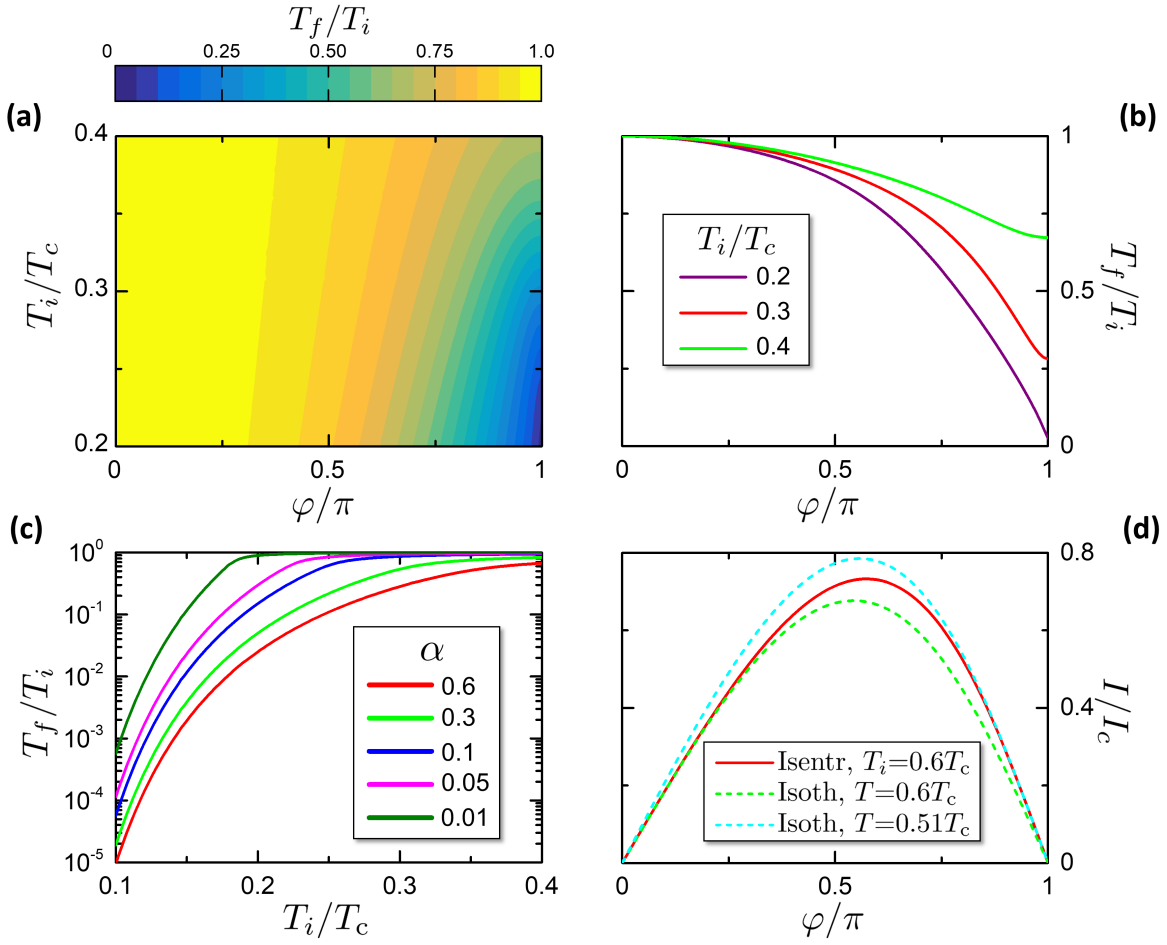 T_f/T_i
0 0.25 0.50 0.75 1.0
(a)
0.4
0.3
0.2
T_i/T_c
0 0.5 1
φ/π
(b)
1
0.5
0
T_f/T_i
T_i/T_c
0.2
0.3
0.4
0 0.5 1
φ/π
(c)
10^0
10^-1
10^-2
10^-3
10^-4
10^-5
T_f/T_i
α
0.6
0.3
0.1
0.05
0.01
0.1 0.2 0.3 0.4
T_i/T_c
(d)
0.8
0.4
0
I/I_c
Isentr, T_i=0.6T_c
Isoth, T=0.6T_c
Isoth, T=0.51T_c
0 0.5 1
φ/π